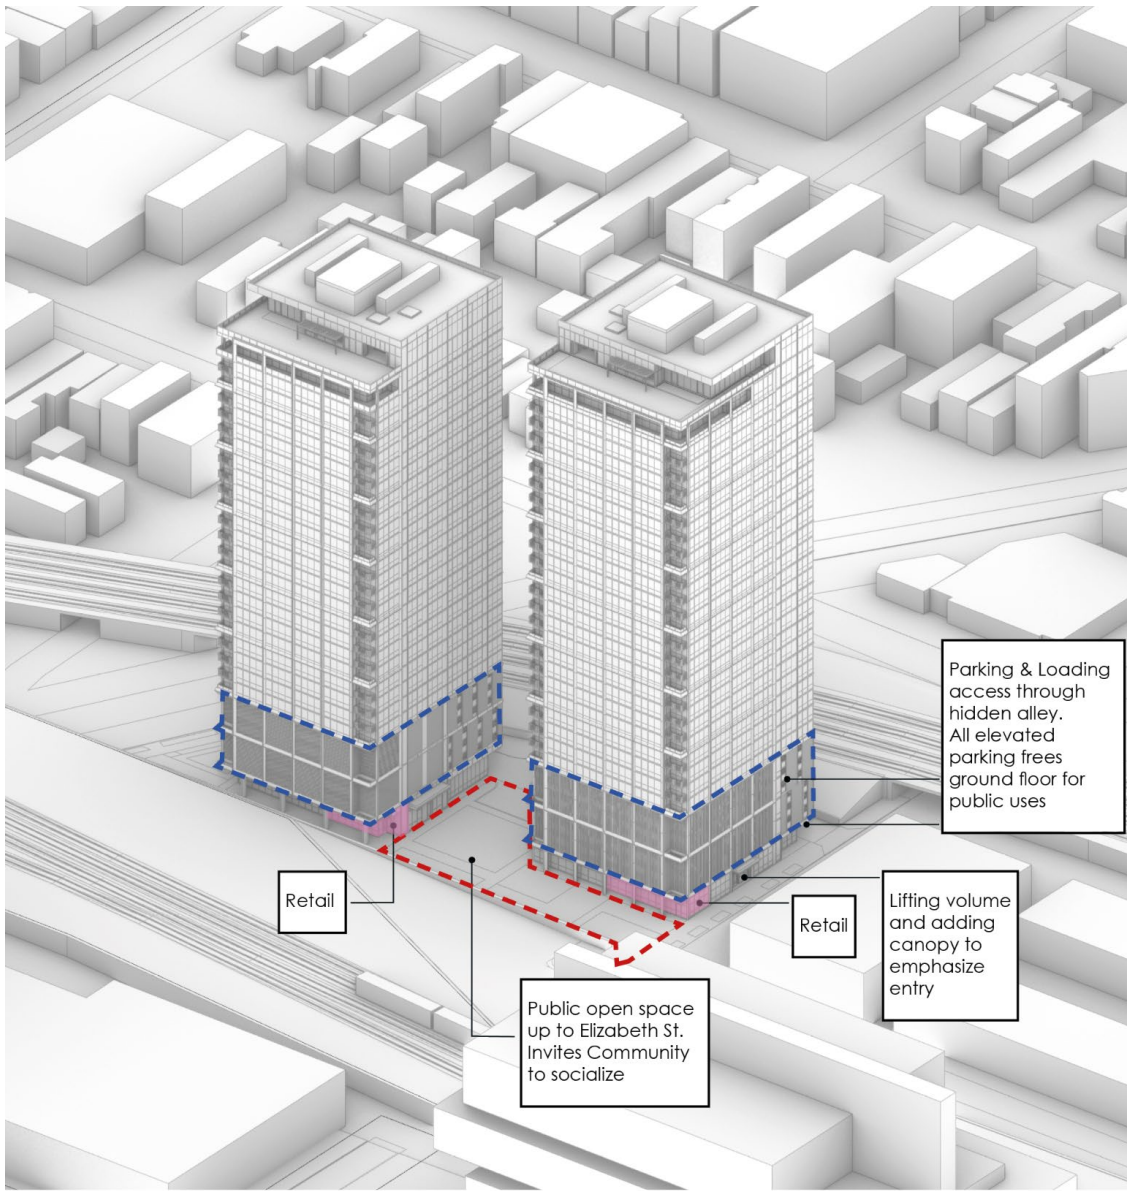 Parking & Loading
access through
hidden alley.
All elevated
parking frees
ground floor for
public uses
Retail
Retail
Lifting volume
and adding
canopy to
emphasize
entry
Public open space
up to Elizabeth St.
Invites Community
to socialize